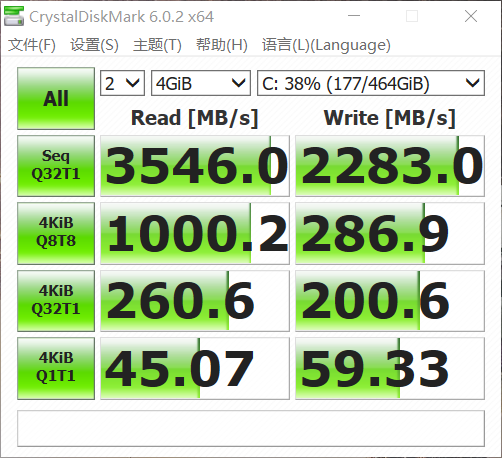 CrystalDiskMark 6.0.2 x64
文件(F) 设置(S) 主题(T) 帮助(H) 语言(L)(Language)
All 2 4GiB C: 38% (177/464GiB)
Read [MB/s] Write [MB/s]
Seq
Q32T1 3546.0 2283.0
4KiB
Q8T8 1000.2 286.9
4KiB
Q32T1 260.6 200.6
4KiB
Q1T1 45.07 59.33